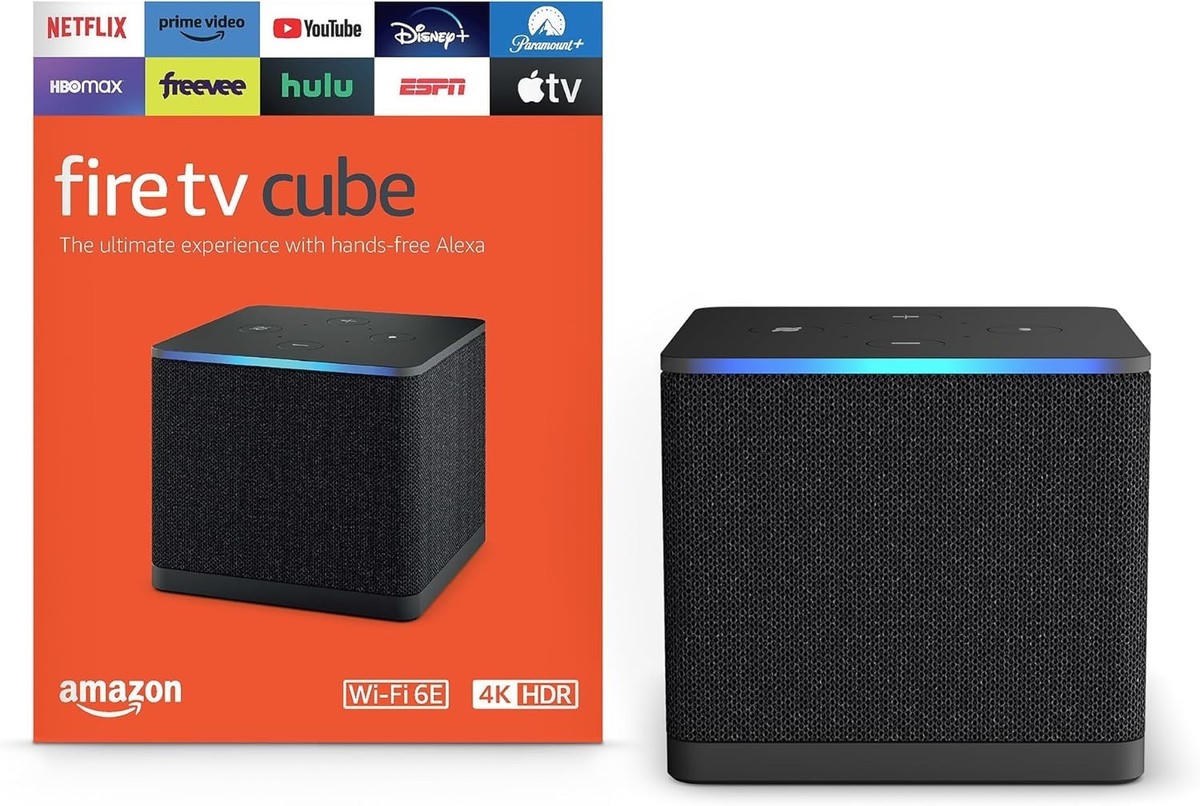 NETFLIX
prime video
YouTube
Disney+
Paramount+
HBOMAX
freevee
hulu
ESPN
tv
fire tv cube
The ultimate experience with hands-free Alexa
amazon
Wi-Fi 6E
4K HDR